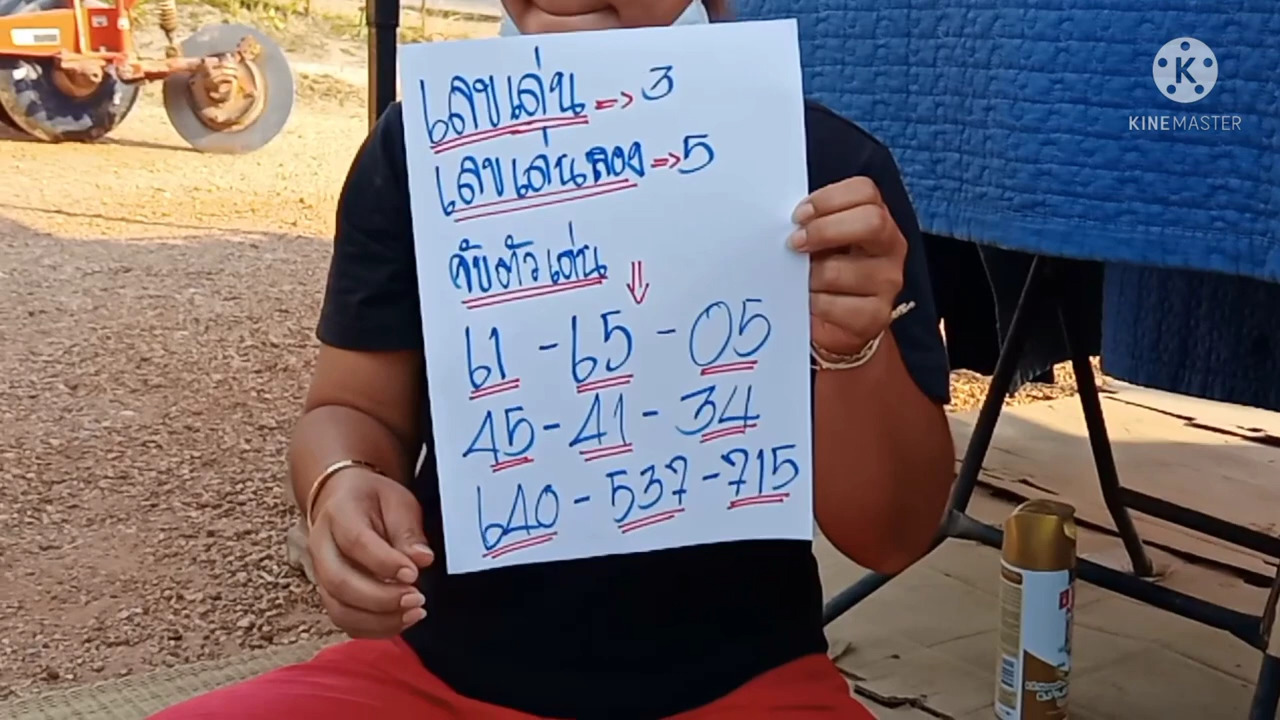 เลขเด่น => 3
เลขเด่นรอง => 5
จับตัวเด่น
61 - 65 - 05
45 - 41 - 34
640 - 537 - 715
K
KINEMASTER